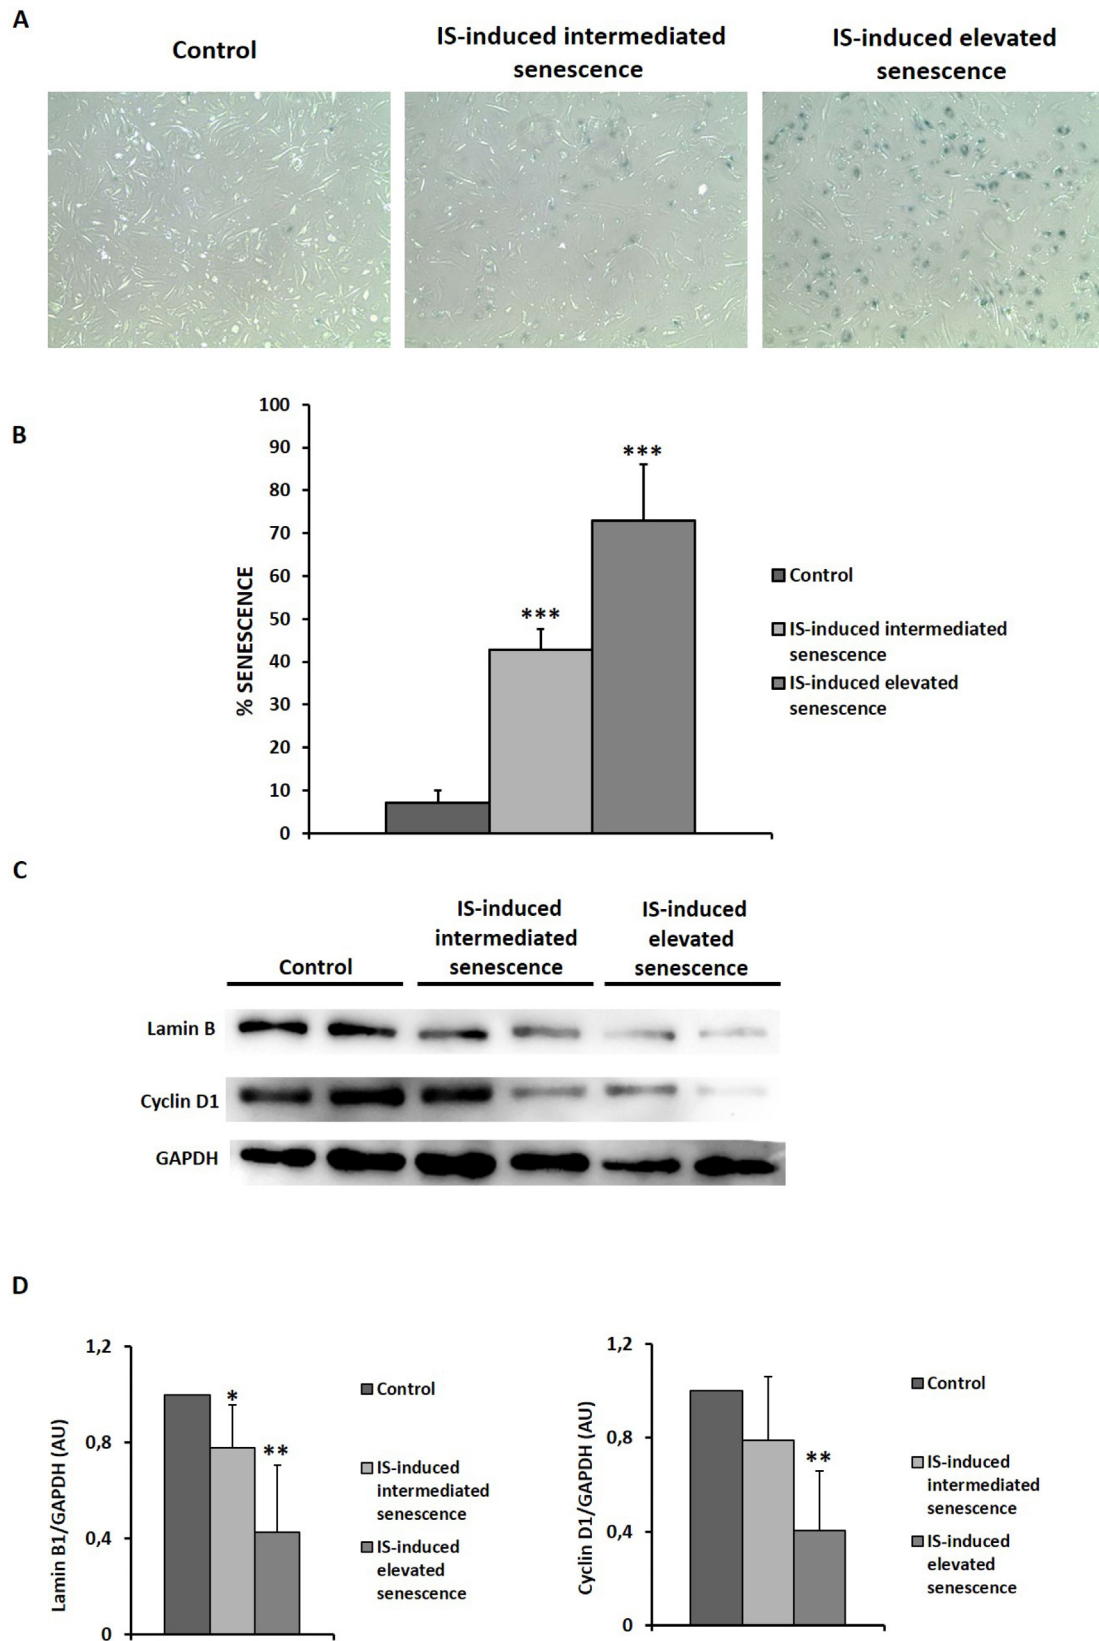 A
Control
IS-induced intermediated
senescence
IS-induced elevated
senescence
B
100
90
80
70
60
50
40
30
20
10
0
% SENESCENCE
***
***
Control
IS-induced intermediated
senescence
IS-induced elevated
senescence
C
Control
IS-induced
intermediated
senescence
IS-induced
elevated
senescence
Lamin B
Cyclin D1
GAPDH
D
1,2
0,8
0,4
0
Lamin B1/GAPDH (AU)
*
**
Control
IS-induced
intermediated
senescence
IS-induced
elevated
senescence
1,2
0,8
0,4
0
Cyclin D1/GAPDH (AU)
**
Control
IS-induced
intermediated
senescence
IS-induced
elevated
senescence